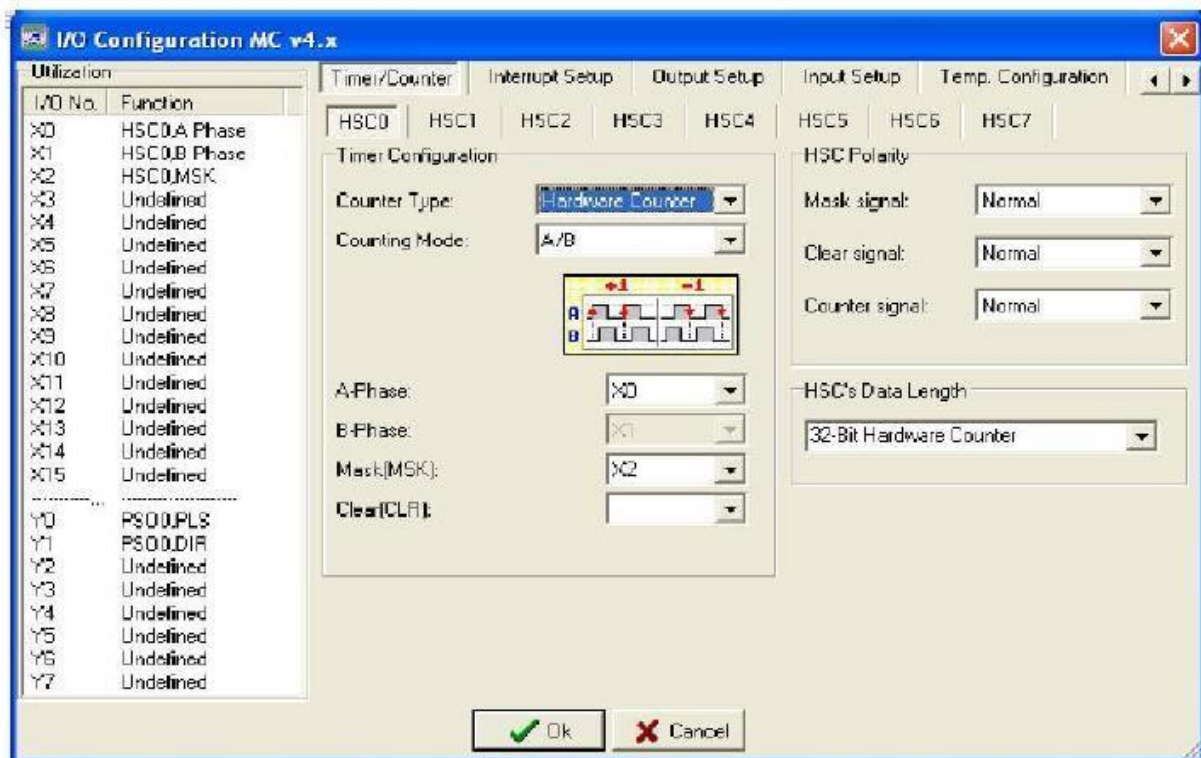 I/O Configuration MC v4.x
Utilization
I/O No. Function
X0 HSC0,A Phase
X1 HSC0,B Phase
X2 HSC0,MSK
X3 Undefined
X4 Undefined
X5 Undefined
X6 Undefined
X7 Undefined
X8 Undefined
X9 Undefined
X10 Undefined
X11 Undefined
X12 Undefined
X13 Undefined
X14 Undefined
X15 Undefined
Y0 PSO0,PLS
Y1 PSO0,DIR
Y2 Undefined
Y3 Undefined
Y4 Undefined
Y5 Undefined
Y6 Undefined
Y7 Undefined
Timer/Counter Interrupt Setup Output Setup Input Setup Temp. Configuration
HSC0 HSC1 HSC2 HSC3 HSC4 HSC5 HSC6 HSC7
Timer Configuration
Counter Type: Hardware Counter
Counting Mode: A/B
+1 -1
A
B
A-Phase: X0
B-Phase: X1
Mask(MSK): X2
Clear(CLR):
HSC Polarity
Mask signal: Normal
Clear signal: Normal
Counter signal: Normal
HSC's Data Length
32-Bit Hardware Counter
Ok Cancel